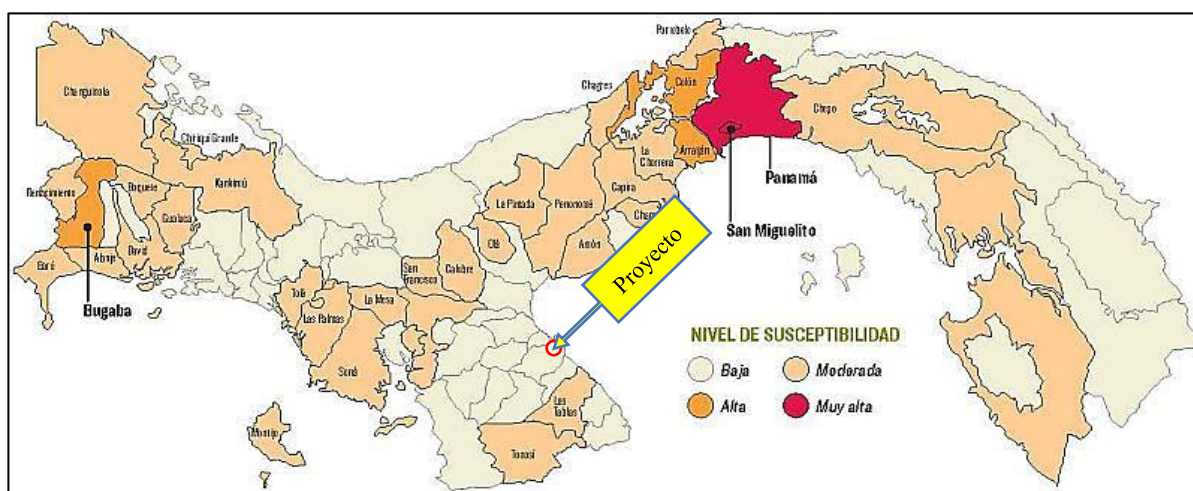 Portobelo
Changuinola
Chagres
Colón
Chepo
Chiriquí Grande
La
Chorrera
Arraiján
Renacimiento
Boquete
Kankintú
Gualaca
La Pintada
Penonomé
Capira
Panamá
San Miguelito
Olá
Antón
Cham
Proyecto
Barú
Alanje
David
San
Francisco
Calobre
Bugaba
Tolé
La Mesa
Las Palmas
Soná
NIVEL DE SUSCEPTIBILIDAD
Baja
Moderada
Alta
Muy alta
Las
Tablas
Montijo
Tonosí